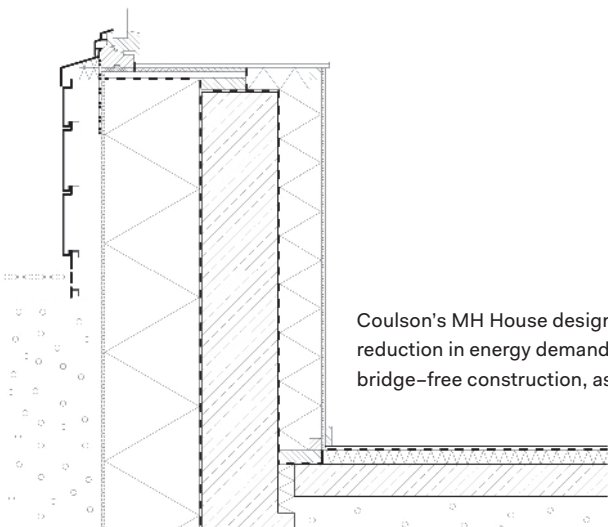 Coulson's MH House design
reduction in energy demand
bridge-free construction, as